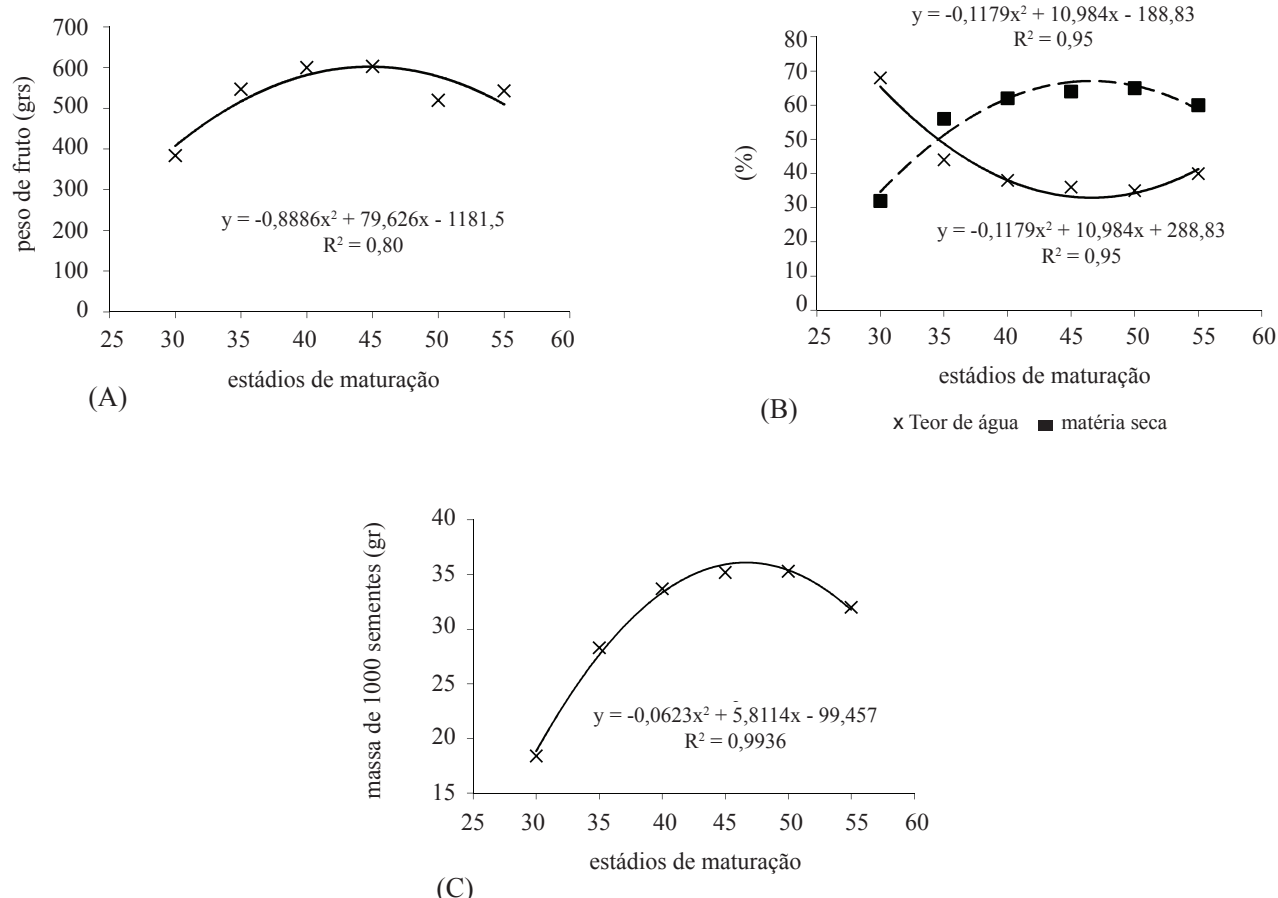 700
600
500
400
300
200
100
0
peso de fruto (grs)
y = -0,8886x² + 79,626x - 1181,5
R² = 0,80
25 30 35 40 45 50 55 60
estádios de maturação
(A)
y = -0,1179x² + 10,984x - 188,83
R² = 0,95
80
70
60
50
40
30
20
10
0
(%)
y = -0,1179x² + 10,984x + 288,83
R² = 0,95
25 30 35 40 45 50 55 60
estádios de maturação
(B)
x Teor de água ■ matéria seca
40
35
30
25
20
15
massa de 1000 sementes (gr)
y = -0,0623x² + 5,8114x - 99,457
R² = 0,9936
25 30 35 40 45 50 55 60
estádios de maturação
(C)